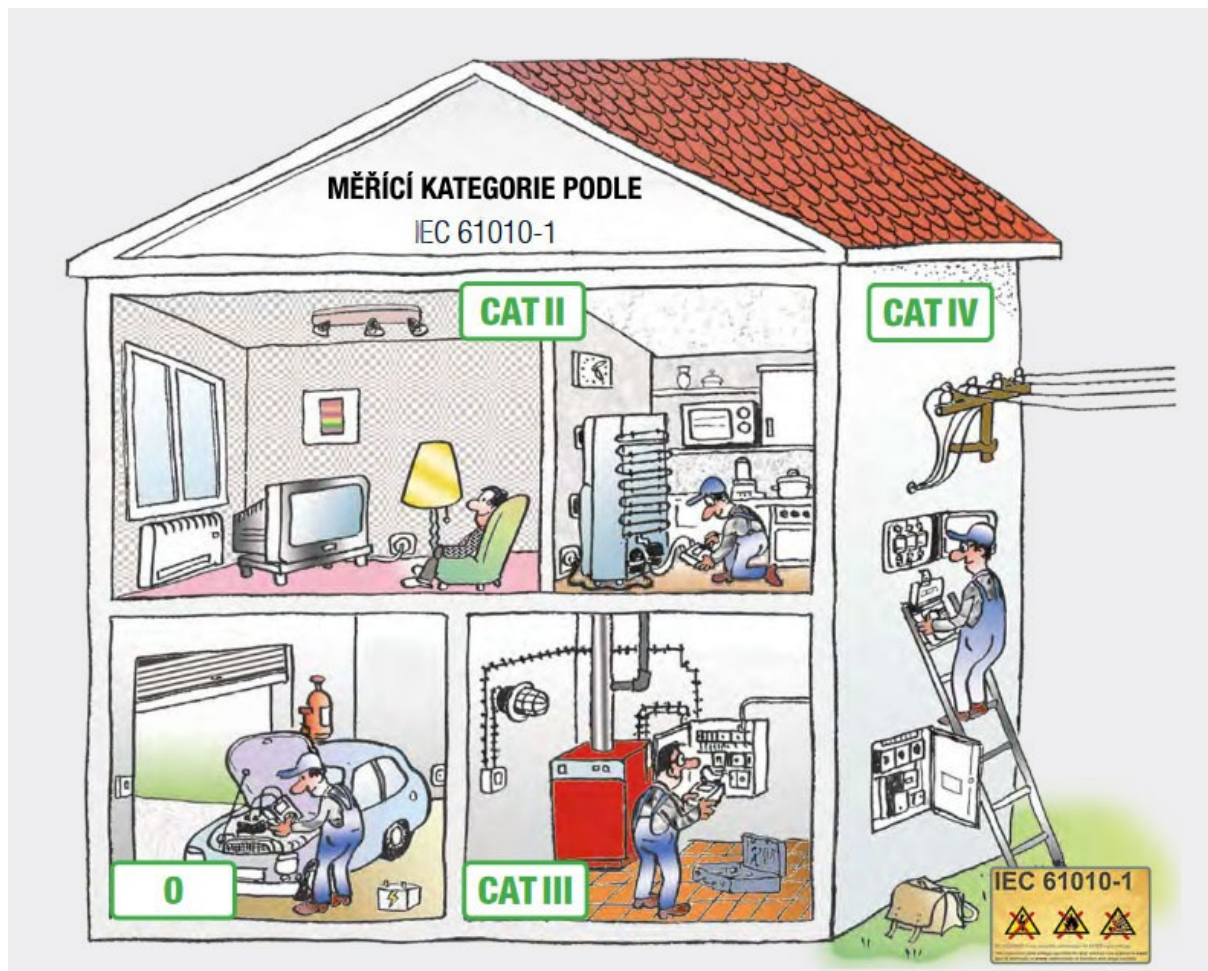 MĚŘÍCÍ KATEGORIE PODLE
IEC 61010-1
CAT II
CAT IV
0
CAT III
IEC 61010-1